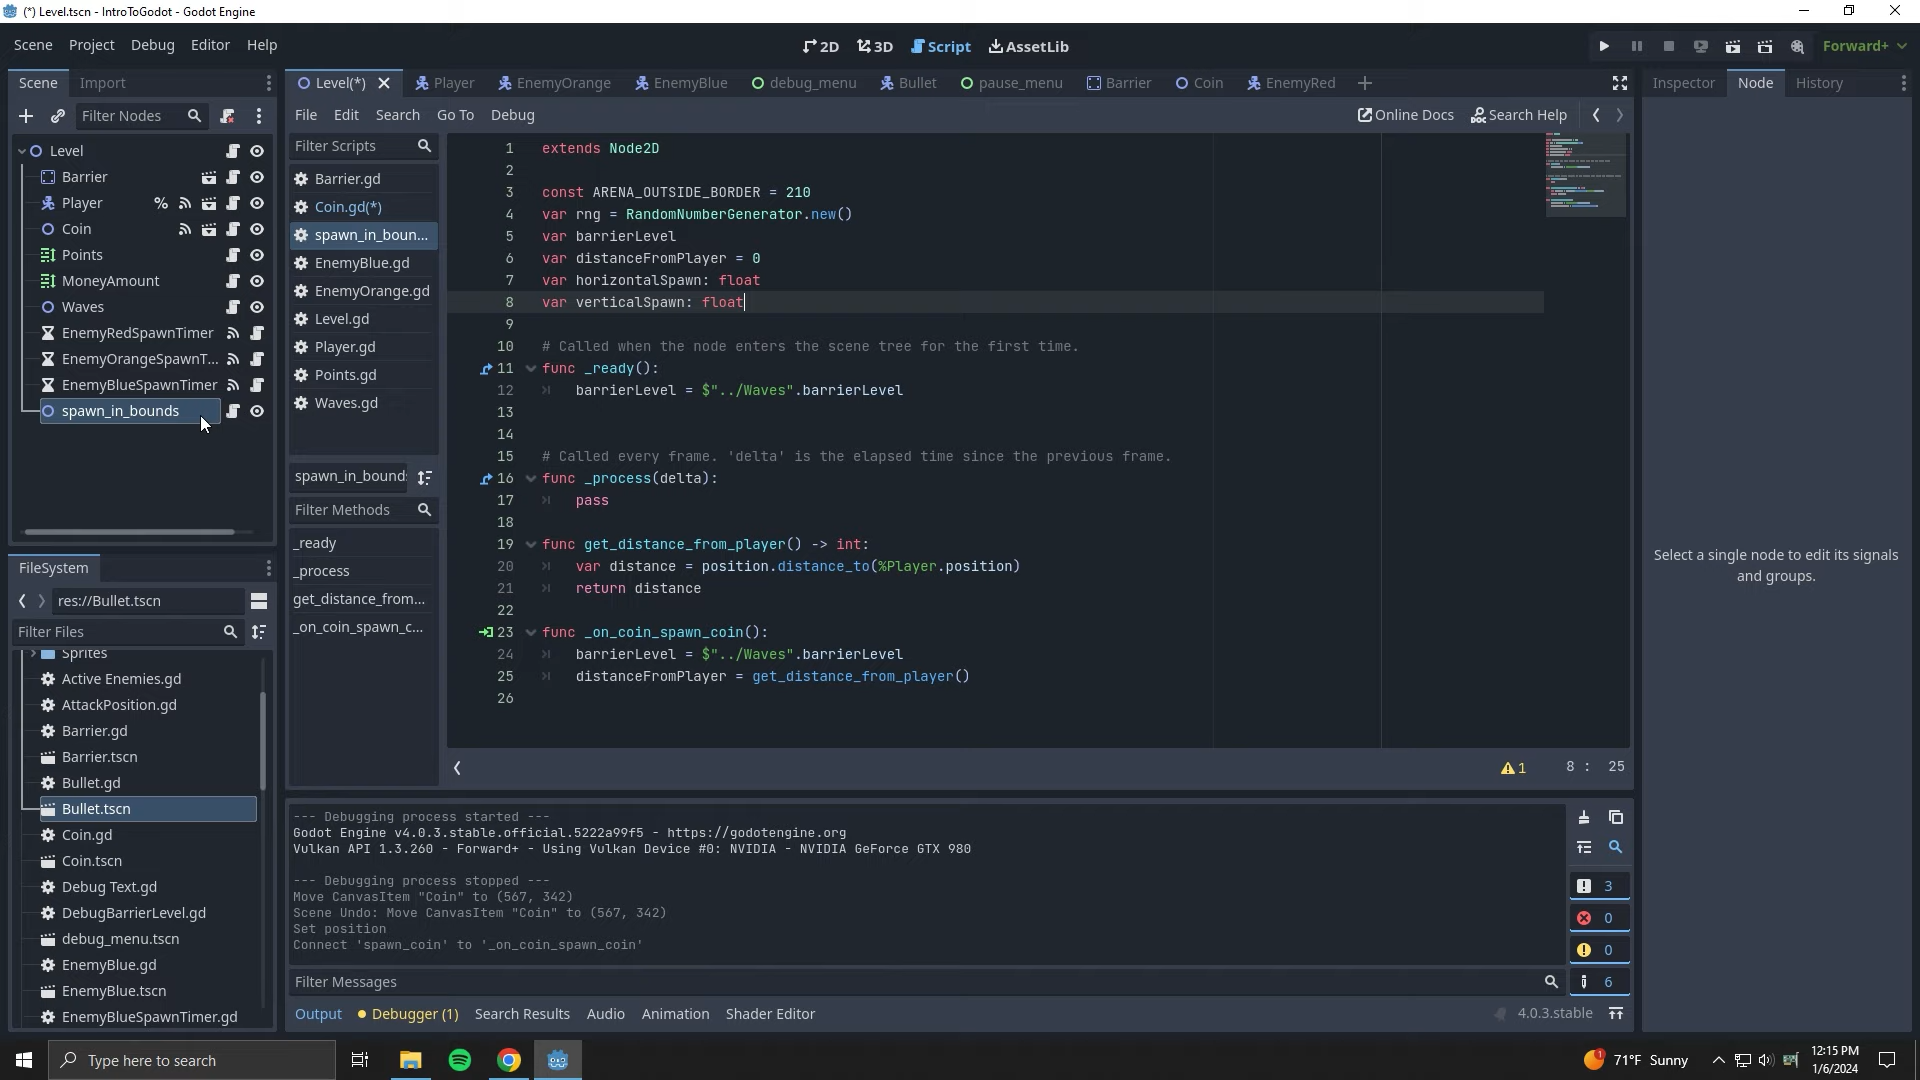 (*) Level.tscn - IntroToGodot - Godot Engine
Scene Project Debug Editor Help
2D 3D Script AssetLib
Forward+
Scene Import
Filter Nodes
Level
Barrier
Player %
Coin
Points
MoneyAmount
Waves
EnemyRedSpawnTimer
EnemyOrangeSpawnT...
EnemyBlueSpawnTimer
spawn_in_bounds
FileSystem
res://Bullet.tscn
Filter Files
Sprites
Active Enemies.gd
AttackPosition.gd
Barrier.gd
Barrier.tscn
Bullet.gd
Bullet.tscn
Coin.gd
Coin.tscn
Debug Text.gd
DebugBarrierLevel.gd
debug_menu.tscn
EnemyBlue.gd
EnemyBlue.tscn
EnemyBlueSpawnTimer.gd
Level(*) Player EnemyOrange EnemyBlue debug_menu Bullet pause_menu Barrier Coin EnemyRed
File Edit Search Go To Debug
Online Docs Search Help
Filter Scripts
Barrier.gd
Coin.gd(*)
spawn_in_boun...
EnemyBlue.gd
EnemyOrange.gd
Level.gd
Player.gd
Points.gd
Waves.gd
spawn_in_bound
Filter Methods
_ready
_process
get_distance_from...
_on_coin_spawn_c...
1 extends Node2D
2
3 const ARENA_OUTSIDE_BORDER = 210
4 var rng = RandomNumberGenerator.new()
5 var barrierLevel
6 var distanceFromPlayer = 0
7 var horizontalSpawn: float
8 var verticalSpawn: float
9
10 # Called when the node enters the scene tree for the first time.
11 func _ready():
12 barrierLevel = $"../Waves".barrierLevel
13
14
15 # Called every frame. 'delta' is the elapsed time since the previous frame.
16 func _process(delta):
17 pass
18
19 func get_distance_from_player() -> int:
20 var distance = position.distance_to(%Player.position)
21 return distance
22
23 func _on_coin_spawn_coin():
24 barrierLevel = $"../Waves".barrierLevel
25 distanceFromPlayer = get_distance_from_player()
26
1 8 : 25
--- Debugging process started ---
Godot Engine v4.0.3.stable.official.5222a99f5 - https://godotengine.org
Vulkan API 1.3.260 - Forward+ - Using Vulkan Device #0: NVIDIA - NVIDIA GeForce GTX 980
--- Debugging process stopped ---
Move CanvasItem "Coin" to (567, 342)
Scene Undo: Move CanvasItem "Coin" to (567, 342)
Set position
Connect 'spawn_coin' to '_on_coin_spawn_coin'
Filter Messages
3
0
0
6
Output Debugger (1) Search Results Audio Animation Shader Editor
4.0.3.stable
Inspector Node History
Select a single node to edit its signals
and groups.
Type here to search
71°F Sunny
12:15 PM
1/6/2024